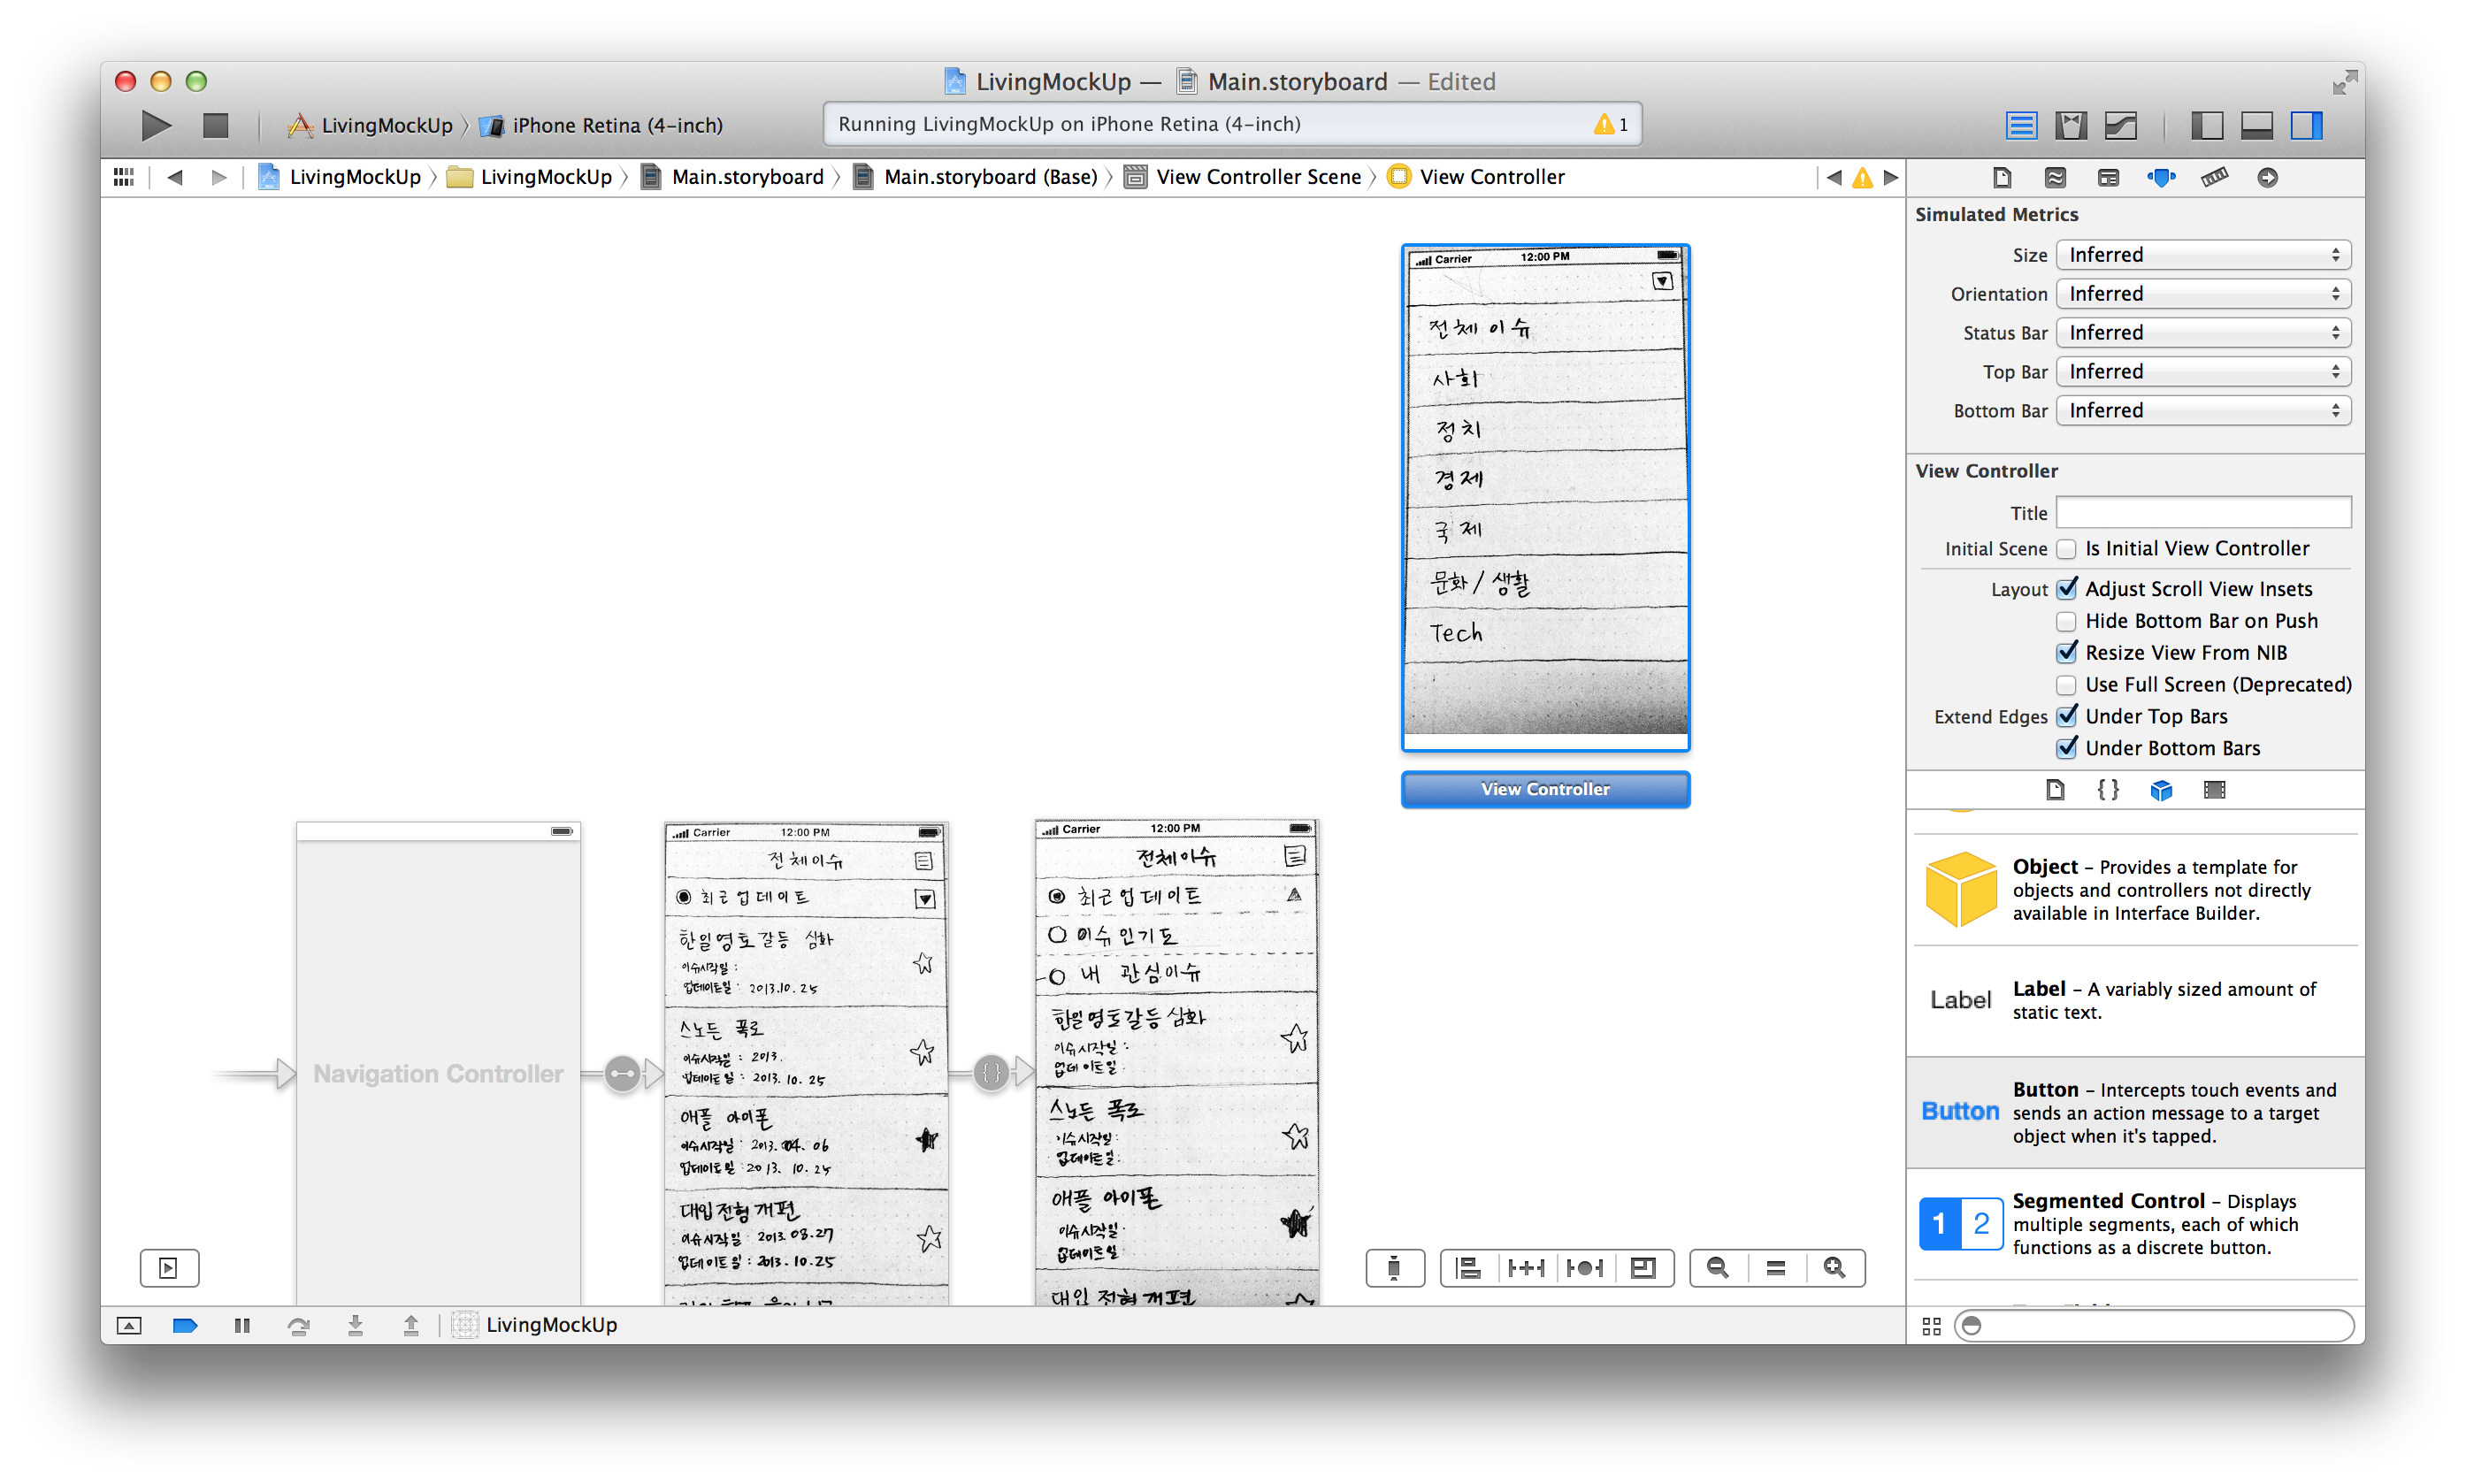 LivingMockUp — Main.storyboard — Edited
LivingMockUp iPhone Retina (4-inch)
Running LivingMockUp on iPhone Retina (4-inch) 1
LivingMockUp LivingMockUp Main.storyboard Main.storyboard (Base) View Controller Scene View Controller
Carrier 12:00 PM
전체 이슈
사회
정치
경제
국제
문화 / 생활
Tech
View Controller
Navigation Controller
Carrier 12:00 PM
전체이슈
최근 업데이트
한일 영토 갈등 심화
이슈시작일 :
업데이트일 : 2013.10.25
스노든 폭로
이슈시작일 : 2013.
업데이트일 : 2013. 10. 25
애플 아이폰
이슈시작일 : 2013. 04. 06
업데이트일 : 2013. 10. 25
대입전형 개편
이슈시작일 : 2013 08.27
업데이트일 : 2013. 10.25
Carrier 12:00 PM
전체이슈
최근 업데이트
이슈 인기도
내 관심이슈
한일 영토갈등 심화
이슈시작일 :
업데이트일 :
스노든 폭로
이슈시작일 :
업데이트일 :
애플 아이폰
이슈시작일 :
업데이트일
대입 전형 개편
LivingMockUp
Simulated Metrics
Size Inferred
Orientation Inferred
Status Bar Inferred
Top Bar Inferred
Bottom Bar Inferred
View Controller
Title
Initial Scene Is Initial View Controller
Layout Adjust Scroll View Insets
Hide Bottom Bar on Push
Resize View From NIB
Use Full Screen (Deprecated)
Extend Edges Under Top Bars
Under Bottom Bars
{ }
Object – Provides a template for
objects and controllers not directly
available in Interface Builder.
Label
Label – A variably sized amount of
static text.
Button
Button – Intercepts touch events and
sends an action message to a target
object when it's tapped.
1 2
Segmented Control – Displays
multiple segments, each of which
functions as a discrete button.